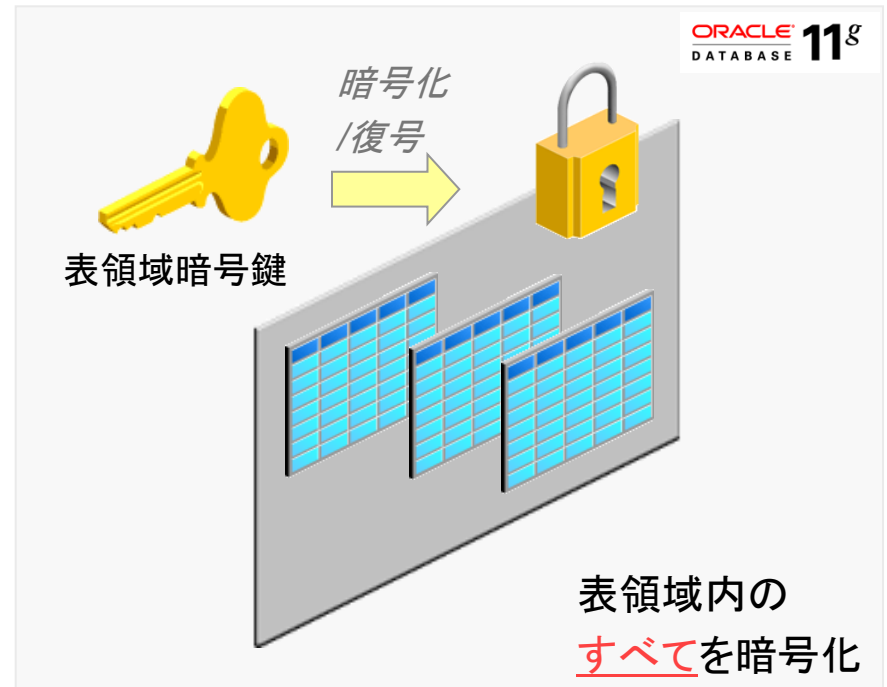 ORACLE 11g
DATABASE
暗号化
/復号
表領域暗号鍵
表領域内の
すべてを暗号化